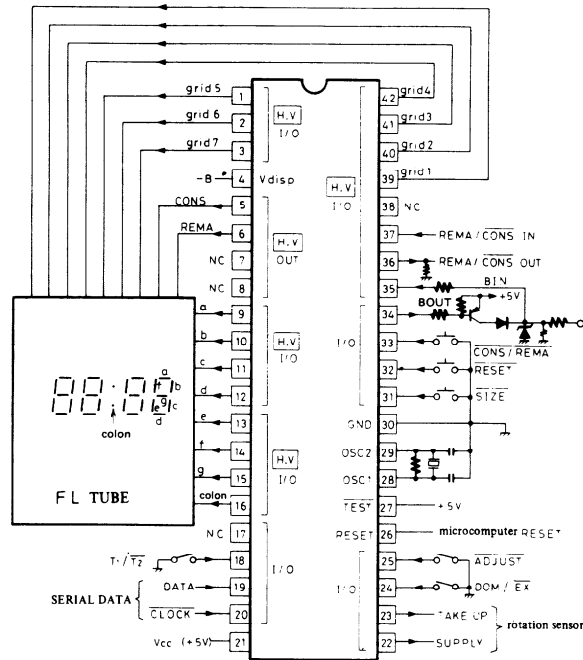 grid5 1 H.V I/O 42 grid4
grid6 2 41 grid3
grid7 3 40 grid2
-B 4 Vdisp 39 grid1
CONS 5 H.V I/O 38 NC
REMA 6 H.V OUT 37 REMA/CONS IN
NC 7 36 REMA/CONS OUT
NC 8 35 BIN
BOUT +5V
a 9 H.V I/O I/O 34
b 10 33 CONS/REMA
c 11 32 RESET
d 12 31 SIZE
e 13 H.V I/O GND 30
f 14 OSC2 29
g 15 OSC1 28
colon 16 TEST 27 +5V
NC 17 RESET 26 microcomputer RESET
T1/T2 18 I/O I/O 25 ADJUST
DATA 19 24 DOM/EX
CLOCK 20 23 TAKE UP
SERIAL DATA
rotation sensor
Vcc (+5V) 21 22 SUPPLY
88:81
a
f b
g
e c
d
colon
FL TUBE